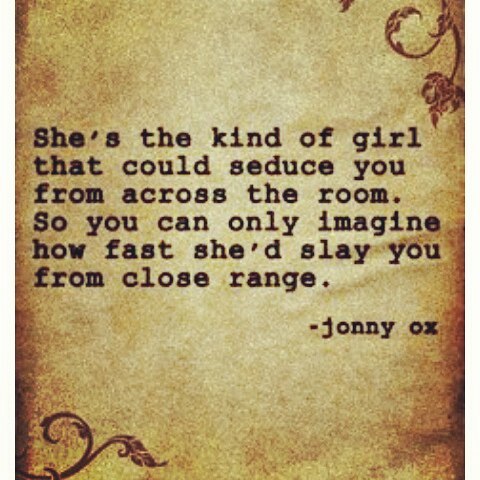 She's the kind of girl
that could seduce you
from across the room.
So you can only imagine
how fast she'd slay you
from close range.
-jonny ox